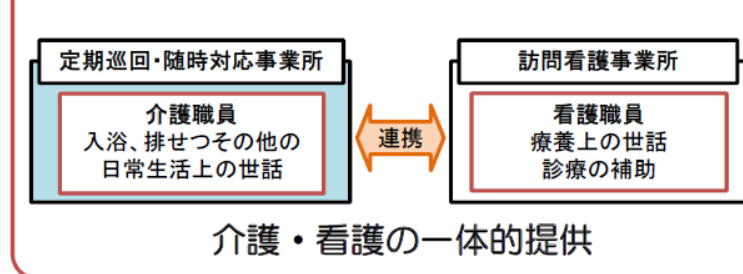 定期巡回・随時対応事業所
介護職員
入浴、排せつその他の
日常生活上の世話
連携
訪問看護事業所
看護職員
療養上の世話
診療の補助
介護・看護の一体的提供